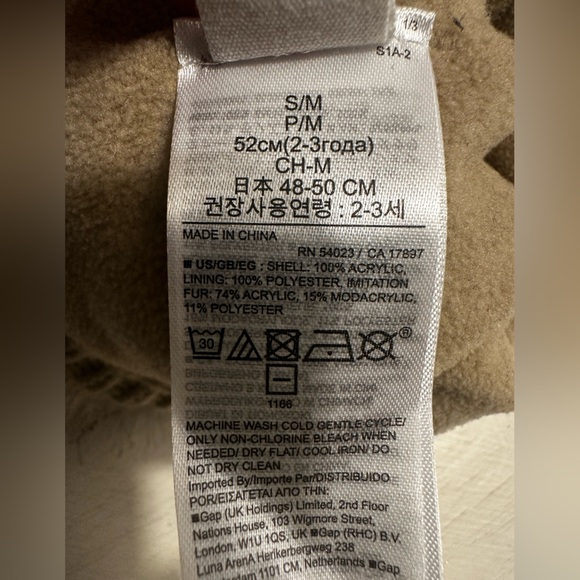 1/3
S1A-2
S/M
P/M
52см(2-3года)
CH-M
日本 48-50 CM
권장사용연령 : 2-3세
MADE IN CHINA
RN 54023 / CA 17897
■ US/GB/EG : SHELL: 100% ACRYLIC,
LINING: 100% POLYESTER, IMITATION
FUR: 74% ACRYLIC, 15% MODACRYLIC,
11% POLYESTER
30
®
1166
MACHINE WASH COLD GENTLE CYCLE/
ONLY NON-CHLORINE BLEACH WHEN
NEEDED/ DRY FLAT/ COOL IRON/ DO
NOT DRY CLEAN
Imported By/Importe Par/DISTRIBUIDO
POR/ΕΙΣΑΓΕΤΑΙ ΑΠΟ ΤΗΝ:
■Gap (UK Holdings) Limited, 2nd Floor
Nations House, 103 Wigmore Street,
London, W1U 1QS, UK ■Gap (RHC) B.V.
Luna ArenA Herikerbergweg 238
1101 CM, Netherlands ■Gap